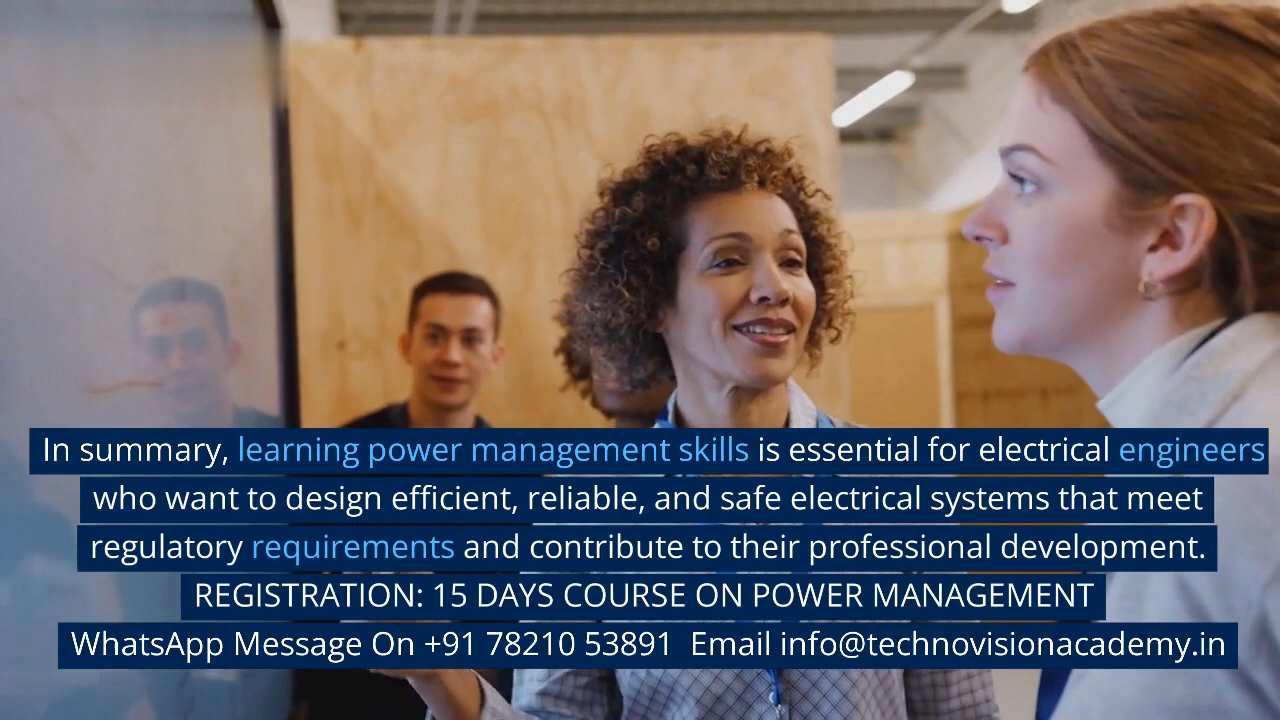 In summary, learning power management skills is essential for electrical engineers
who want to design efficient, reliable, and safe electrical systems that meet
regulatory requirements and contribute to their professional development.
REGISTRATION: 15 DAYS COURSE ON POWER MANAGEMENT
WhatsApp Message On +91 78210 53891  Email info@technovisionacademy.in